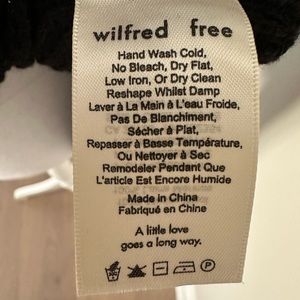 wilfred free
Hand Wash Cold,
No Bleach, Dry Flat,
Low Iron, Or Dry Clean
Reshape Whilst Damp
Laver à La Main à L'eau Froide,
Pas De Blanchiment,
Sécher à Plat,
Repasser à Basse Température,
Ou Nettoyer à Sec
Remodeler Pendant Que
L'article Est Encore Humide
Made in China
Fabriqué en Chine
A little love
goes a long way.